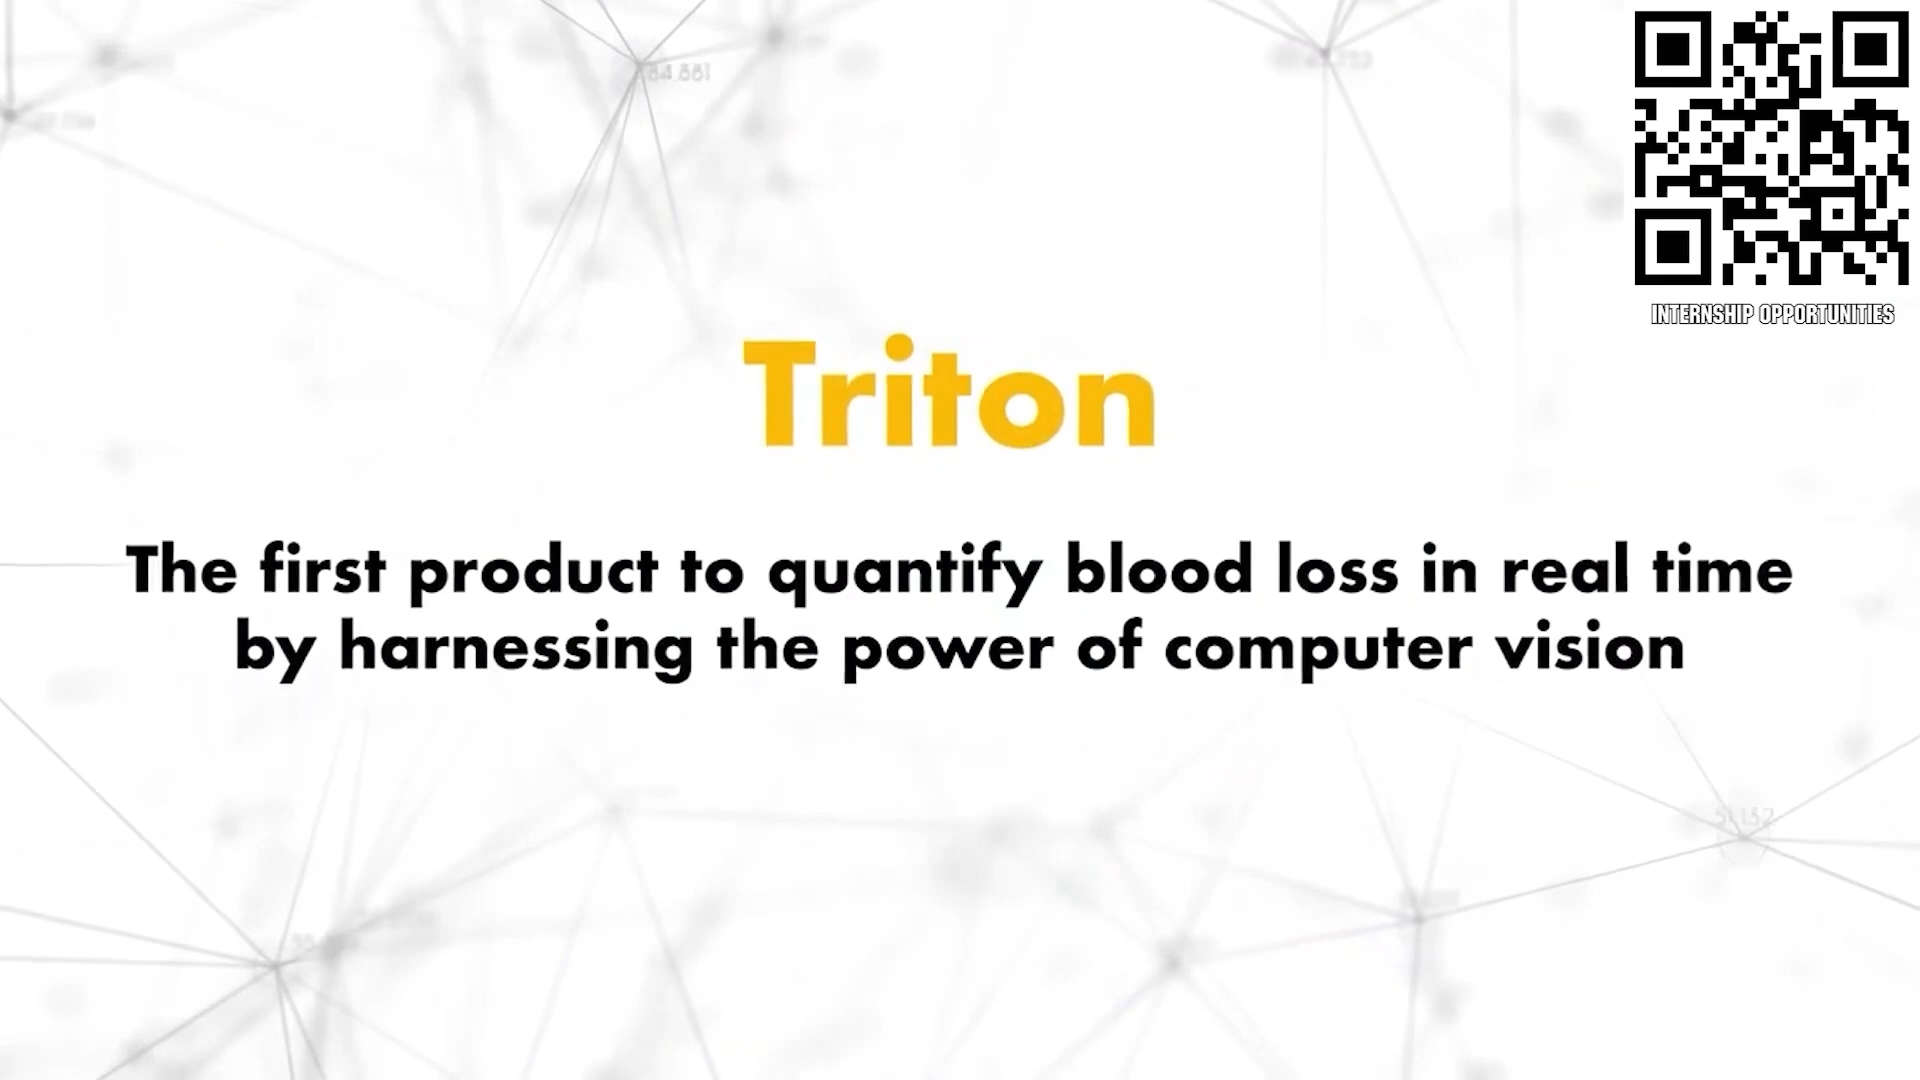 INTERNSHIP OPPORTUNITIES
Triton
The first product to quantify blood loss in real time
by harnessing the power of computer vision